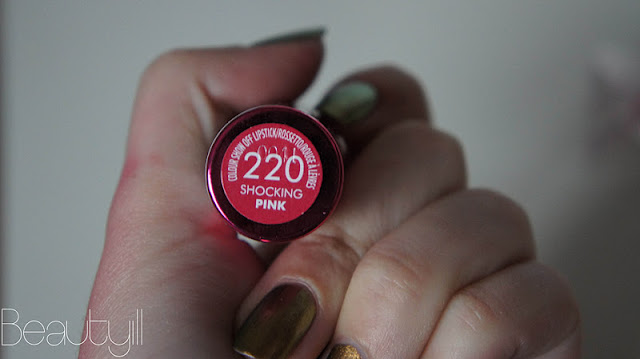 COLOUR SHOW OFF LIPSTICK/ROSSETTO/ROUGE À LÈVRES
220
SHOCKING
PINK
Beautyill